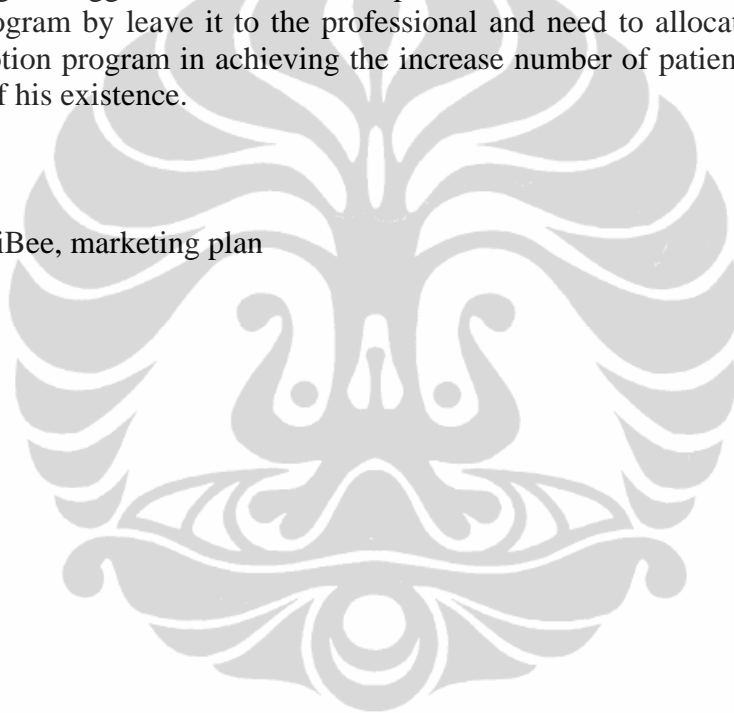 ogram by leave it to the professional and need to allocat
otion program in achieving the increase number of patien
f his existence.
iBee, marketing plan